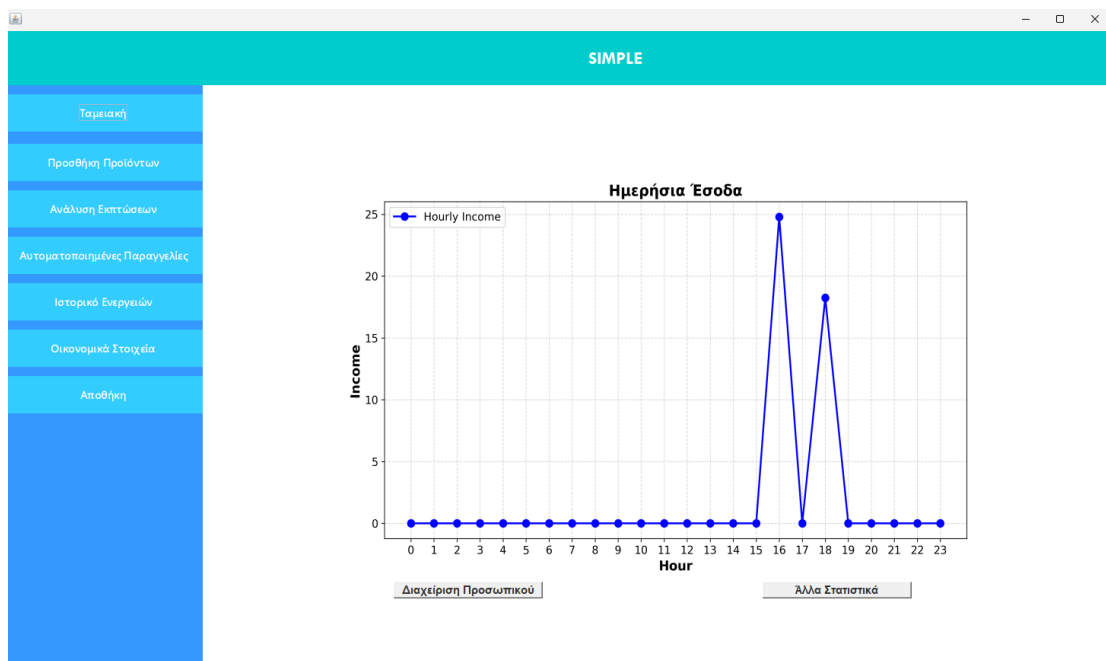 SIMPLE
Ταμειακή
Προσθήκη Προϊόντων
Ανάλυση Εκπτώσεων
Αυτοματοποιημένες Παραγγελίες
Ιστορικό Ενεργειών
Οικονομικά Στοιχεία
Αποθήκη
Ημερήσια Έσοδα
Hourly Income
25
20
15
10
5
0
Income
0 1 2 3 4 5 6 7 8 9 10 11 12 13 14 15 16 17 18 19 20 21 22 23
Hour
Διαχείριση Προσωπικού Άλλα Στατιστικά